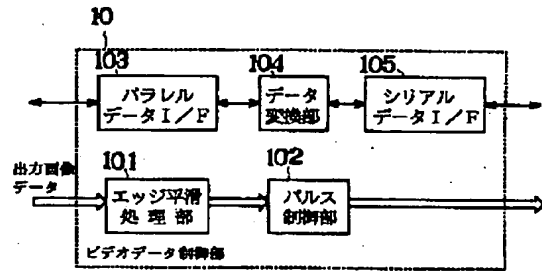 10
103
104
105
パラレル
データI/F
データ
変換部
シリアル
データI/F
出力画像
データ
101
102
エッジ平滑
処理部
パルス
制御部
ビデオデータ制御部